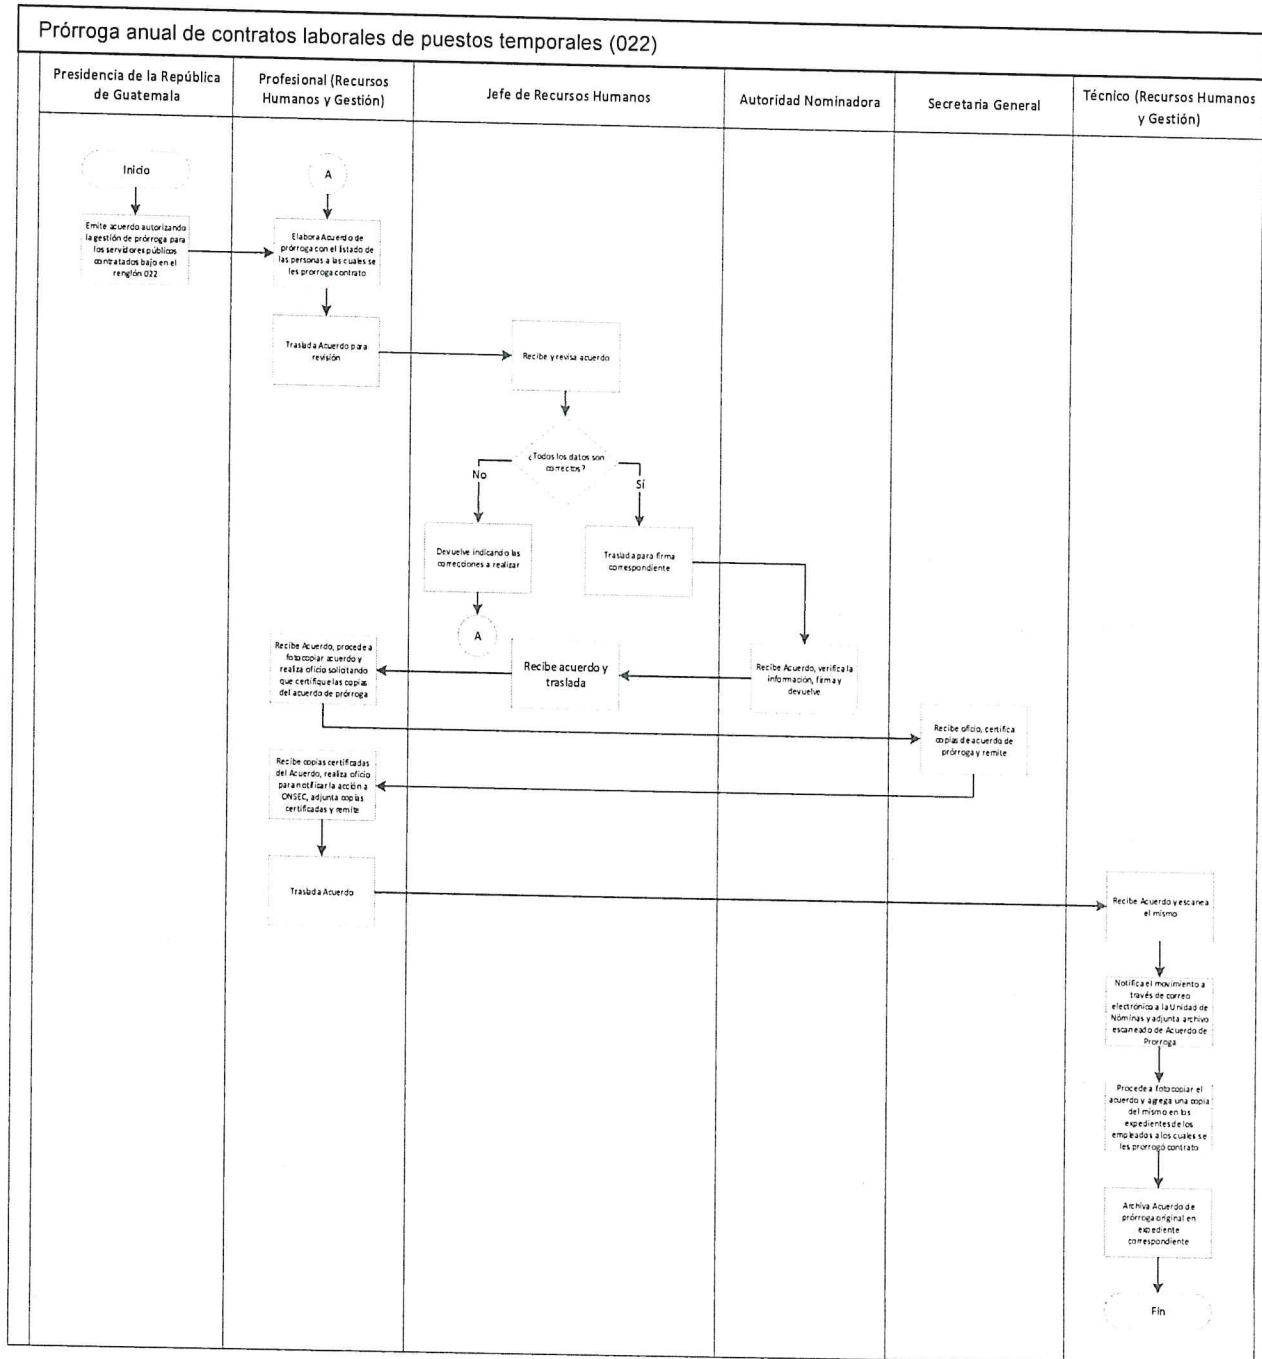 Prórroga anual de contratos laborales de puestos temporales (022)
Presidencia de la República
de Guatemala
Profesional (Recursos
Humanos y Gestión)
Jefe de Recursos Humanos
Autoridad Nominadora
Secretaria General
Técnico (Recursos Humanos
y Gestión)
Inicio
A
Emite acuerdo autorizando
la gestión de prórroga para
los servidores públicos
contratados bajo en el
renglón 022
Elabora Acuerdo de
prórroga con el listado de
las personas a las cuales se
les prorroga contrato
Traslada Acuerdo para
revisión
Recibe y revisa acuerdo
¿Todos los datos son
correctos?
No
Sí
Devuelve indicando las
correcciones a realizar
Traslada para firma
correspondiente
A
Recibe Acuerdo, procede a
fotocopiar acuerdo y
realiza oficio solicitando
que certifique las copias
del acuerdo de prórroga
Recibe acuerdo y
traslada
Recibe Acuerdo, verifica la
información, firma y
devuelve
Recibe oficio, certifica
copias de acuerdo de
prórroga y remite
Recibe copias certificadas
del Acuerdo, realiza oficio
para notificar la acción a
ONSEC, adjunta copias
certificadas y remite
Traslada Acuerdo
Recibe Acuerdo y escanea
el mismo
Notifica el movimiento a
través de correo
electrónico a la Unidad de
Nóminas y adjunta archivo
escaneado de Acuerdo de
Prorroga
Procede a fotocopiar el
acuerdo y agrega una copia
del mismo en los
expedientes de los
empleados a los cuales se
les prorrogó contrato
Archiva Acuerdo de
prórroga original en
expediente
correspondiente
Fin